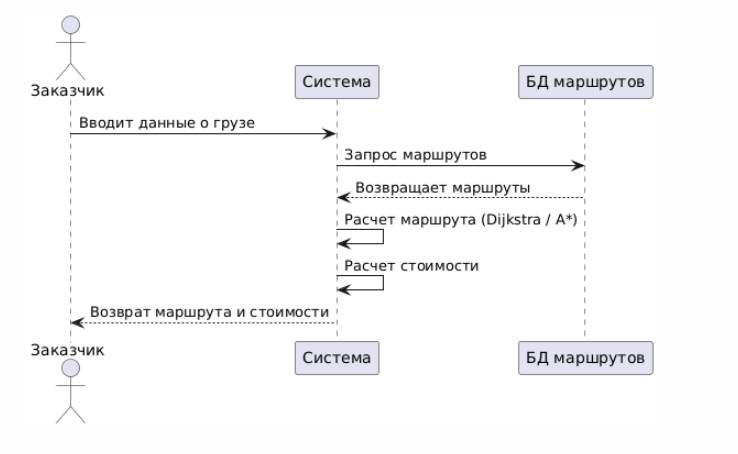 Заказчик
Система
БД маршрутов
Вводит данные о грузе
Запрос маршрутов
Возвращает маршруты
Расчет маршрута (Dijkstra / A*)
Расчет стоимости
Возврат маршрута и стоимости
Заказчик
Система
БД маршрутов